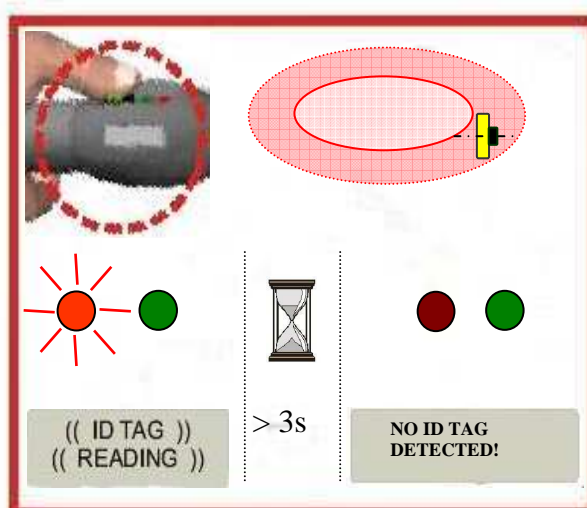 (( ID TAG ))
(( READING ))
> 3s
NO ID TAG
DETECTED!